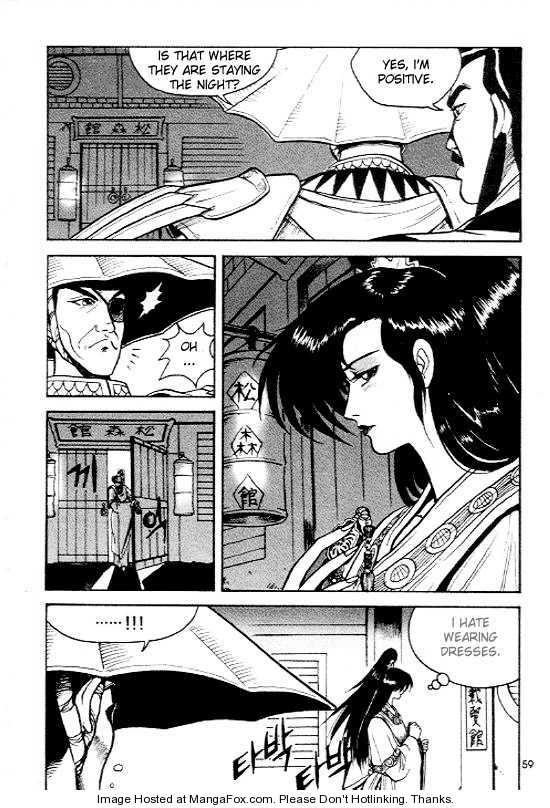 IS THAT WHERE
THEY ARE STAYING
THE NIGHT?
YES, I'M
POSITIVE.
館森松
OH
...
松
森
館
館森松
끼
......!!!
I HATE
WEARING
DRESSES.
타박
타박
賢館
59
Image Hosted at MangaFox.com. Please Don't Hotlinking. Thanks.